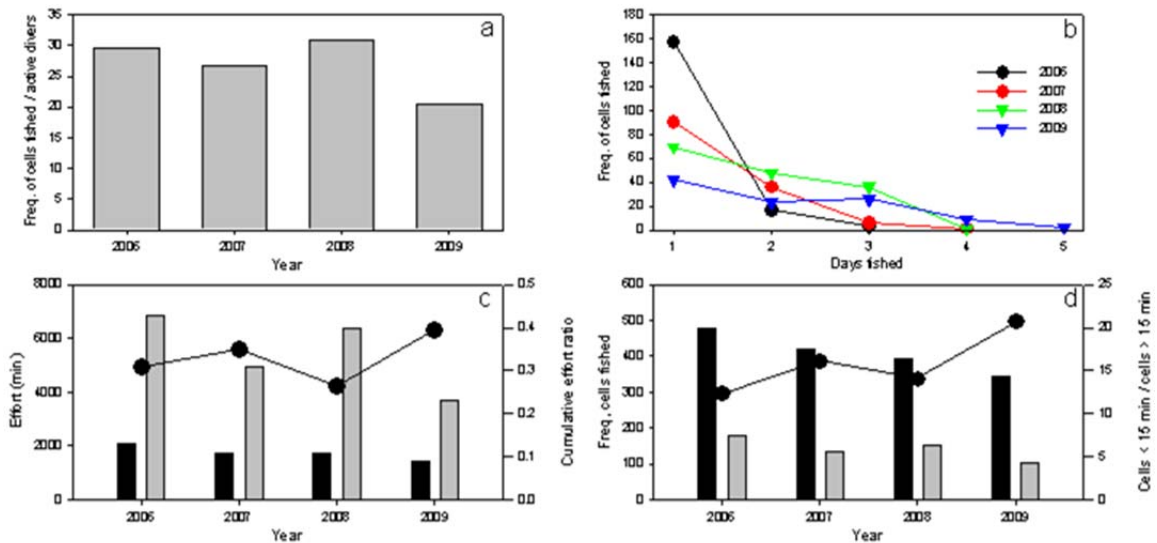 a
Freq. of cells fished / active divers
35
30
25
20
15
10
5
0
2006 2007 2008 2009
Year
b
Freq. of cells fished
180
160
140
120
100
80
60
40
20
0
2006
2007
2008
2009
1 2 3 4 5
Days fished
c
Effort (min)
8000
6000
4000
2000
0
0.5
0.4
0.3
0.2
0.1
0.0
Cumulative effort ratio
2006 2007 2008 2009
Year
d
Freq. cells fished
600
500
400
300
200
100
0
25
20
15
10
5
0
Cells < 15 min / cells > 15 min
2006 2007 2008 2009
Year